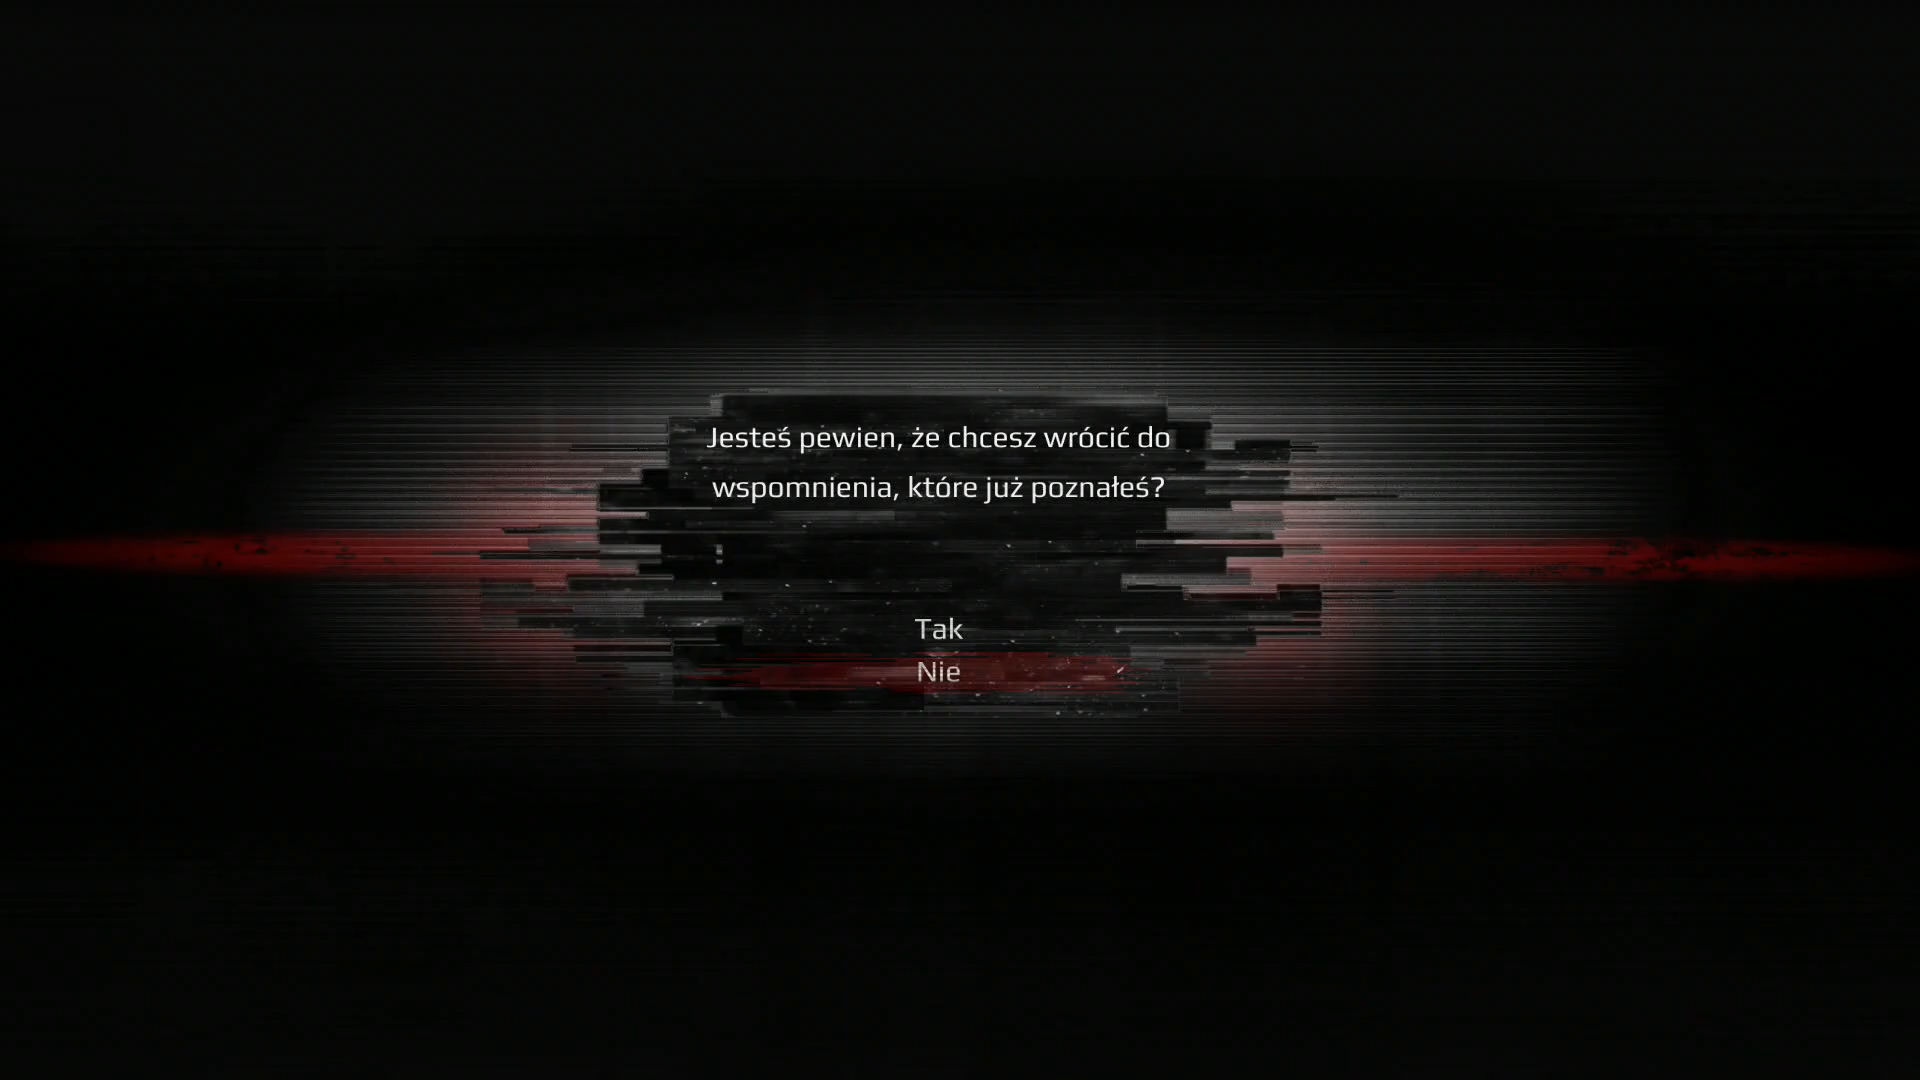 Jesteś pewien, że chcesz wrócić do
wspomnienia, które już poznałeś?
Tak
Nie